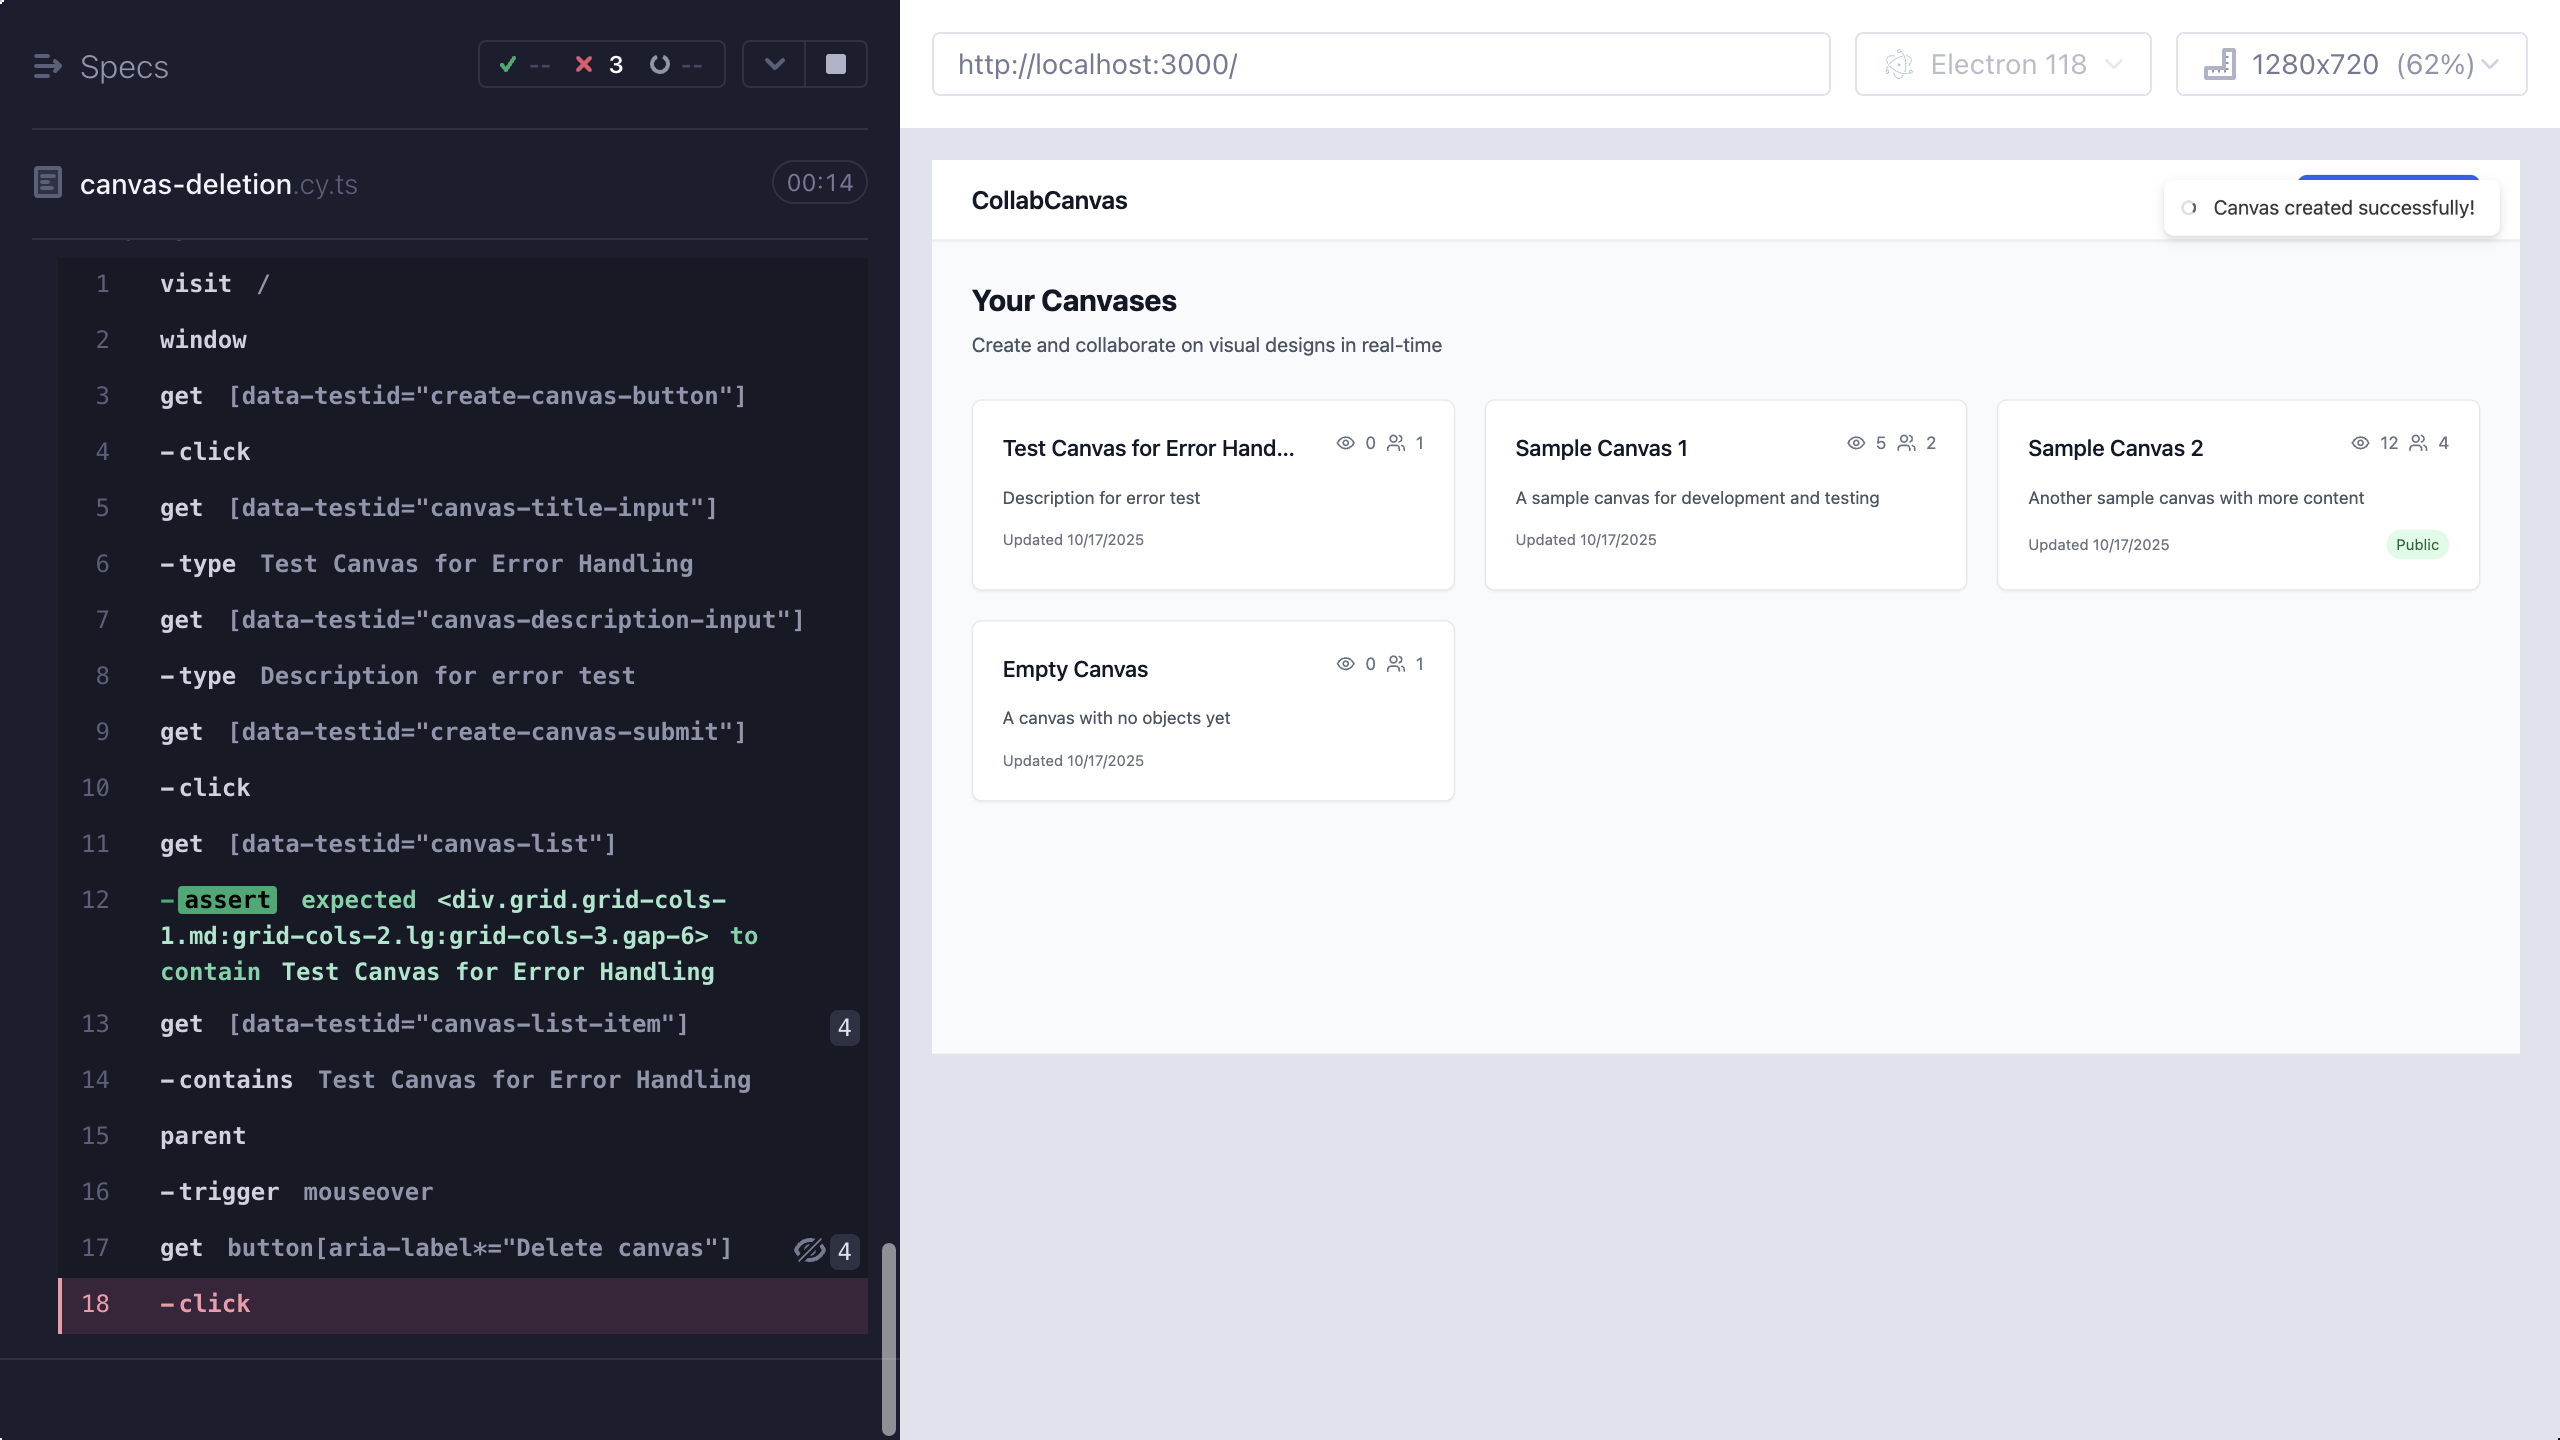 Specs
-- 3 --
canvas-deletion.cy.ts
00:14
1 visit /
2 window
3 get [data-testid="create-canvas-button"]
4 -click
5 get [data-testid="canvas-title-input"]
6 -type Test Canvas for Error Handling
7 get [data-testid="canvas-description-input"]
8 -type Description for error test
9 get [data-testid="create-canvas-submit"]
10 -click
11 get [data-testid="canvas-list"]
12 -assert expected <div.grid.grid-cols-
1.md:grid-cols-2.lg:grid-cols-3.gap-6> to
contain Test Canvas for Error Handling
13 get [data-testid="canvas-list-item"] 4
14 -contains Test Canvas for Error Handling
15 parent
16 -trigger mouseover
17 get button[aria-label*="Delete canvas"] 4
18 -click
http://localhost:3000/
Electron 118
1280x720 (62%)
CollabCanvas
Canvas created successfully!
Your Canvases
Create and collaborate on visual designs in real-time
Test Canvas for Error Hand... 0 1
Description for error test
Updated 10/17/2025
Sample Canvas 1 5 2
A sample canvas for development and testing
Updated 10/17/2025
Sample Canvas 2 12 4
Another sample canvas with more content
Updated 10/17/2025 Public
Empty Canvas 0 1
A canvas with no objects yet
Updated 10/17/2025